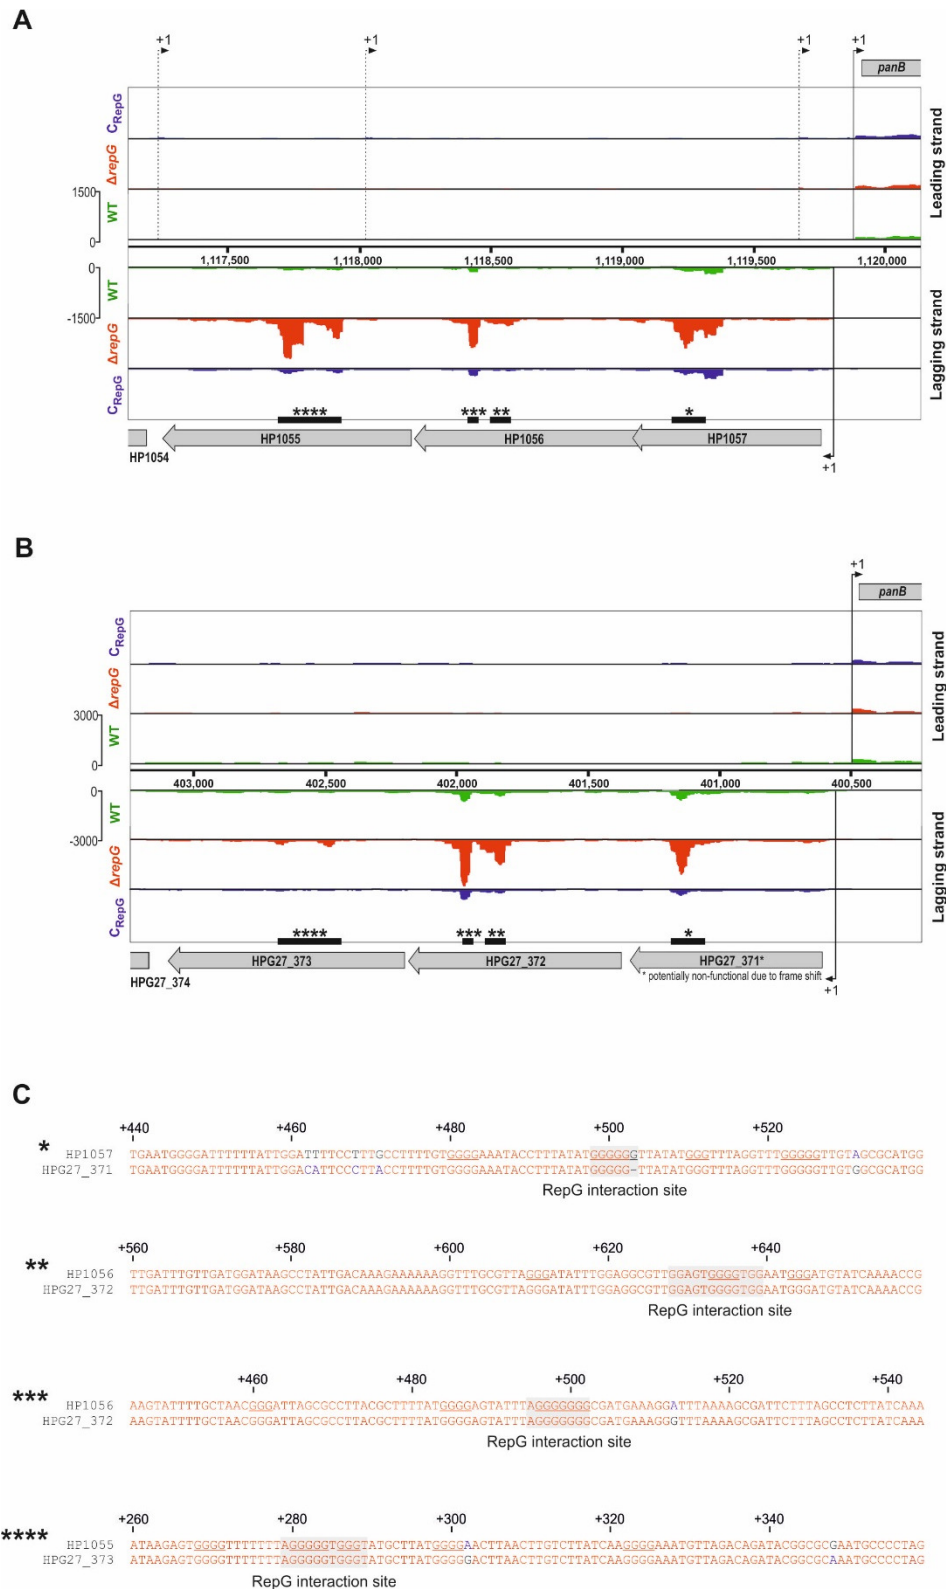 A
+1 +1 +1 +1
panB
C_RepG
ΔrepG
1500
WT
0
Leading strand
1,117,500 1,118,000 1,118,500 1,119,000 1,119,500 1,120,000
0
WT
-1500
ΔrepG
C_RepG
Lagging strand
**** *** ** *
HP1055 HP1056 HP1057
HP1054
+1
B
+1
panB
C_RepG
ΔrepG
3000
WT
0
Leading strand
403,000 402,500 402,000 401,500 401,000 400,500
0
WT
-3000
ΔrepG
C_RepG
Lagging strand
**** *** ** *
HPG27_373 HPG27_372 HPG27_371*
HPG27_374 * potentially non-functional due to frame shift
+1
C
+440 +460 +480 +500 +520
*
HP1057 TGAATGGGGATTTTTTATTGGATTTTCCTTTGCCTTTTGTGGGGAAATACCTTTATATGGGGGGTTATATGGGTTTAGGTTTGGGGGTTGTAGCGCATGG
HPG27_371 TGAATGGGGATTTTTTATTGGACATTCCCTTACCTTTTGTGGGGAAATACCTTTATATGGGGG-TTATATGGGTTTAGGTTTGGGGGTTGTGGCGCATGG
RepG interaction site
+560 +580 +600 +620 +640
**
HP1056 TTGATTTGTTGATGGATAAGCCTATTGACAAAGAAAAAAGGTTTGCGTTAGGGATATTTGGAGGCGTTGGAGTGGGGTGGAATGGGATGTATCAAAACCG
HPG27_372 TTGATTTGTTGATGGATAAGCCTATTGACAAAGAAAAAAGGTTTGCGTTAGGGATATTTGGAGGCGTTGGAGTGGGGTGGAATGGGATGTATCAAAACCG
RepG interaction site
+460 +480 +500 +520 +540
***
HP1056 AAGTATTTTGCTAACGGGATTAGCGCCTTACGCTTTTATGGGGAGTATTTAGGGGGGGCGATGAAAGGATTTAAAAGCGATTCTTTAGCCTCTTATCAAA
HPG27_372 AAGTATTTTGCTAACGGGATTAGCGCCTTACGCTTTTATGGGGAGTATTTAGGGGGGGCGATGAAAGGGTTTAAAAGCGATTCTTTAGCCTCTTATCAAA
RepG interaction site
+260 +280 +300 +320 +340
****
HP1055 ATAAGAGTGGGGTTTTTTTAGGGGGTGGGTATGCTTATGGGGAACTTAACTTGTCTTATCAAGGGGAAATGTTAGACAGATACGGCGCGAATGCCCCTAG
HPG27_373 ATAAGAGTGGGGTTTTTTTAGGGGGTGGGTATGCTTATGGGGGACTTAACTTGTCTTATCAAGGGGAAATGTTAGACAGATACGGCGCAAATGCCCCTAG
RepG interaction site